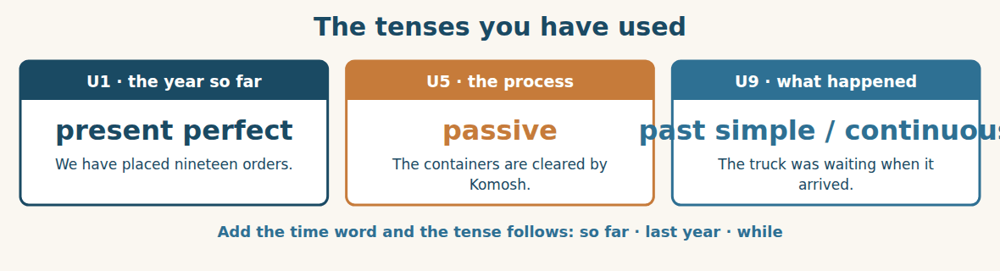 The tenses you have used
U1 · the year so far
present perfect
We have placed nineteen orders.
U5 · the process
passive
The containers are cleared by
Komosh.
U9 · what happened
past simple / continuous
The truck was waiting when it
arrived.
Add the time word and the tense follows: so far · last year · while